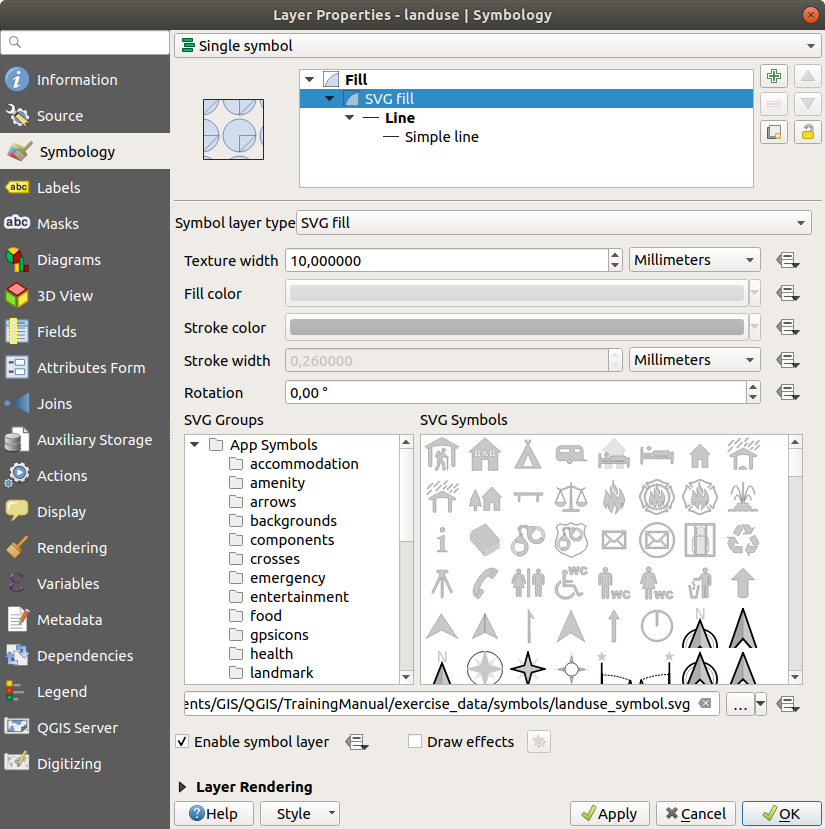 Layer Properties - landuse | Symbology
Single symbol
Information
Source
Symbology
Labels
Masks
Diagrams
3D View
Fields
Attributes Form
Joins
Auxiliary Storage
Actions
Display
Rendering
Variables
Metadata
Dependencies
Legend
QGIS Server
Digitizing
abc
abc
Fill
SVG fill
Line
Simple line
Symbol layer type SVG fill
Texture width 10,000000 Millimeters
Fill color
Stroke color
Stroke width 0,260000 Millimeters
Rotation 0,00 °
SVG Groups
App Symbols
accommodation
amenity
arrows
backgrounds
components
crosses
emergency
entertainment
food
gpsicons
health
landmark
SVG Symbols
B&B
i
WC
WC
WC
N
N
ents/GIS/QGIS/TrainingManual/exercise_data/symbols/landuse_symbol.svg
...
Enable symbol layer
Draw effects
Layer Rendering
Help
Style
Apply
Cancel
OK